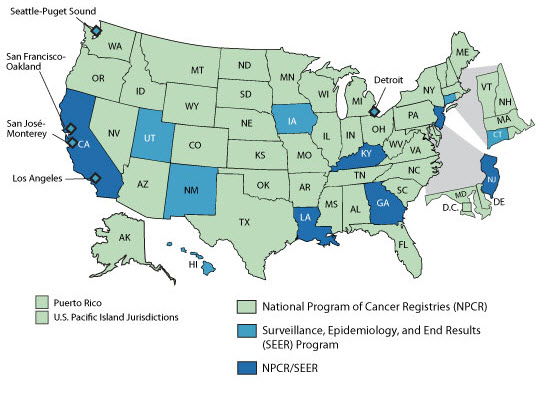 Seattle-Puget Sound
WA
San Francisco-
Oakland
San José-
Monterey
Los Angeles
Detroit
OR
CA
NV
ID
MT
WY
UT
AZ
CO
NM
ND
SD
NE
KS
OK
TX
MN
IA
MO
AR
LA
WI
IL
MI
IN
OH
KY
TN
MS
AL
GA
FL
SC
NC
VA
WV
PA
NY
ME
VT
NH
MA
CT
NJ
DE
MD
D.C.
AK
HI
Puerto Rico
U.S. Pacific Island Jurisdictions
National Program of Cancer Registries (NPCR)
Surveillance, Epidemiology, and End Results
(SEER) Program
NPCR/SEER